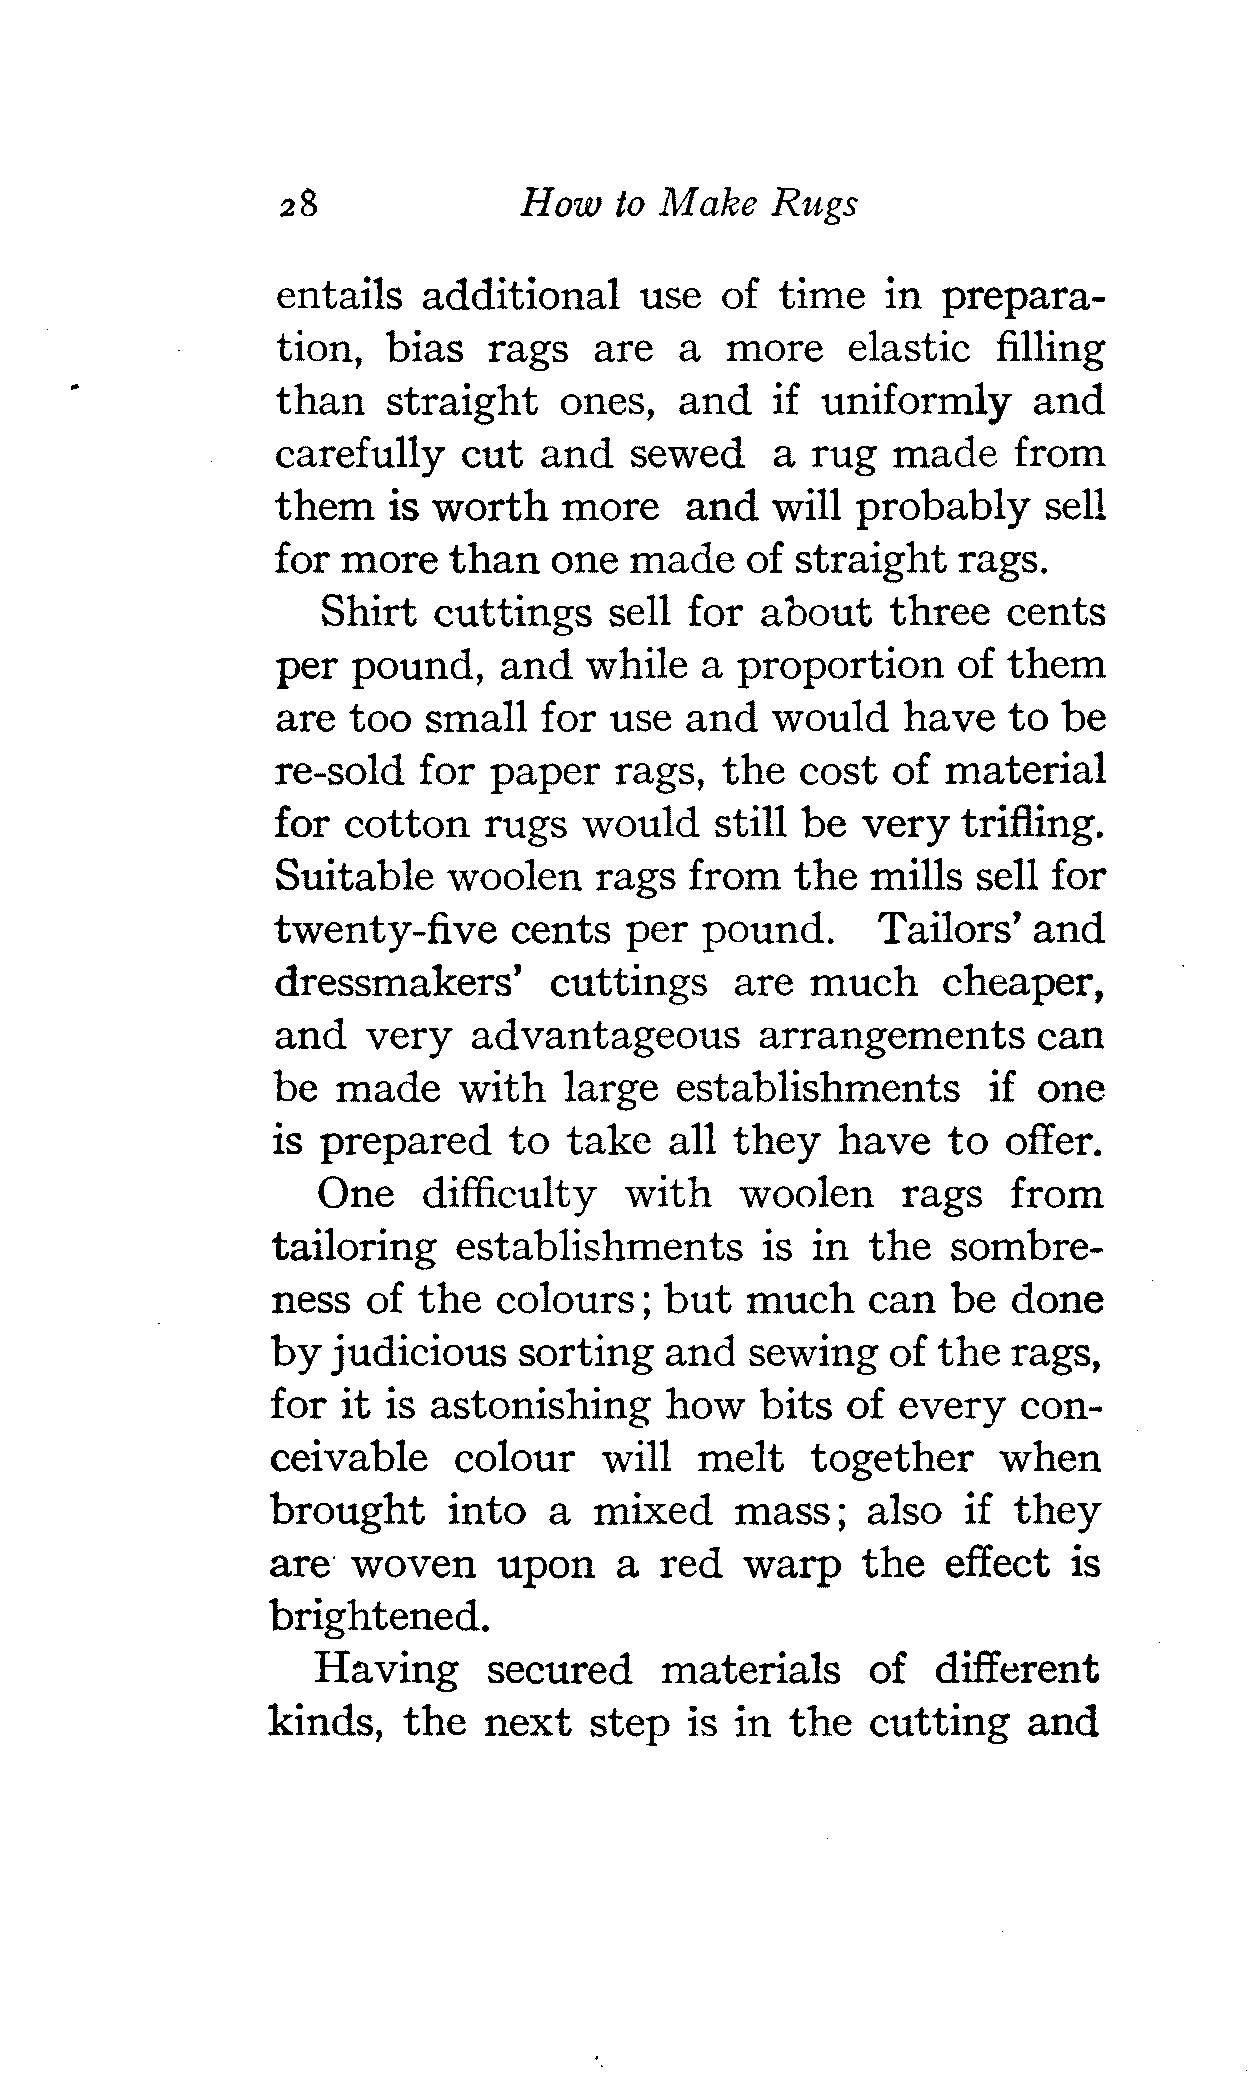 28 How to Make Rugs
entails additional use of time in prepara-
tion, bias rags are a more elastic filling
than straight ones, and if uniformly and
carefully cut and sewed a rug made from
them is worth more and will probably sell
for more than one made of straight rags.
Shirt cuttings sell for about three cents
per pound, and while a proportion of them
are too small for use and would have to be
re-sold for paper rags, the cost of material
for cotton rugs would still be very trifling.
Suitable woolen rags from the mills sell for
twenty-five cents per pound. Tailors' and
dressmakers' cuttings are much cheaper,
and very advantageous arrangements can
be made with large establishments if one
is prepared to take all they have to offer.
One difficulty with woolen rags from
tailoring establishments is in the sombre-
ness of the colours; but much can be done
by judicious sorting and sewing of the rags,
for it is astonishing how bits of every con-
ceivable colour will melt together when
brought into a mixed mass; also if they
are woven upon a red warp the effect is
brightened.
Having secured materials of different
kinds, the next step is in the cutting and